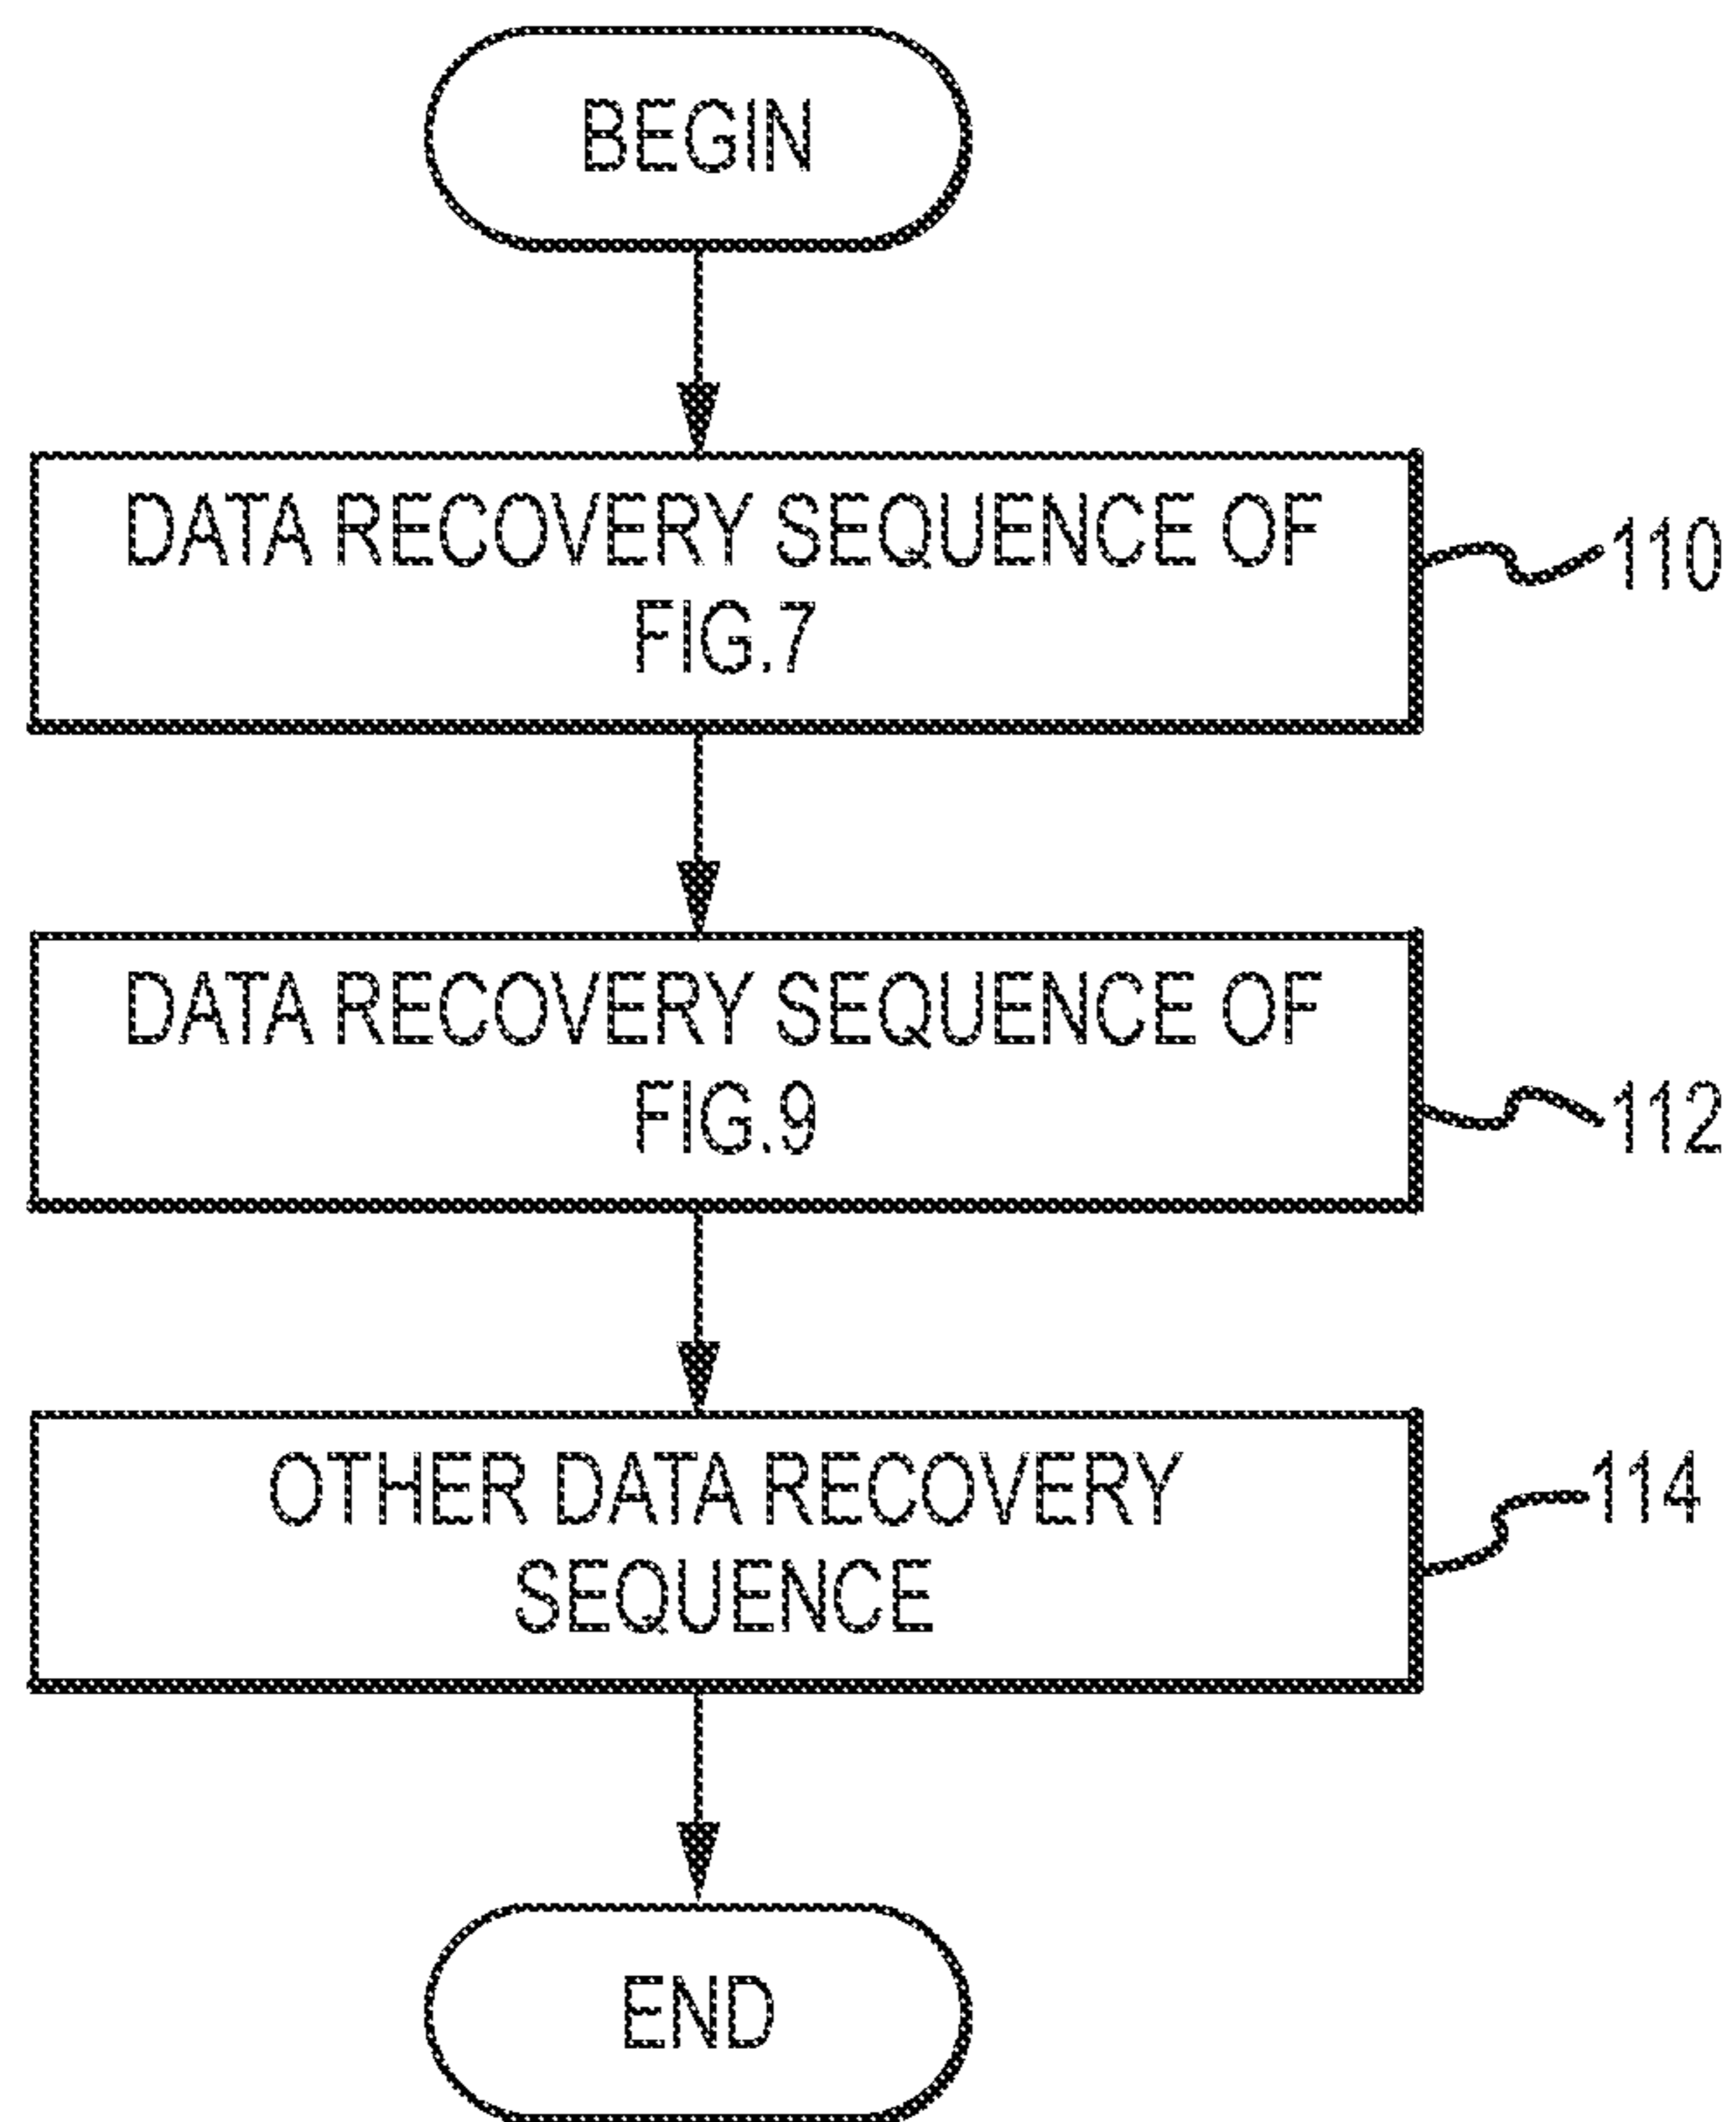 BEGIN
DATA RECOVERY SEQUENCE OF
FIG.7
110
DATA RECOVERY SEQUENCE OF
FIG.9
112
OTHER DATA RECOVERY
SEQUENCE
114
END